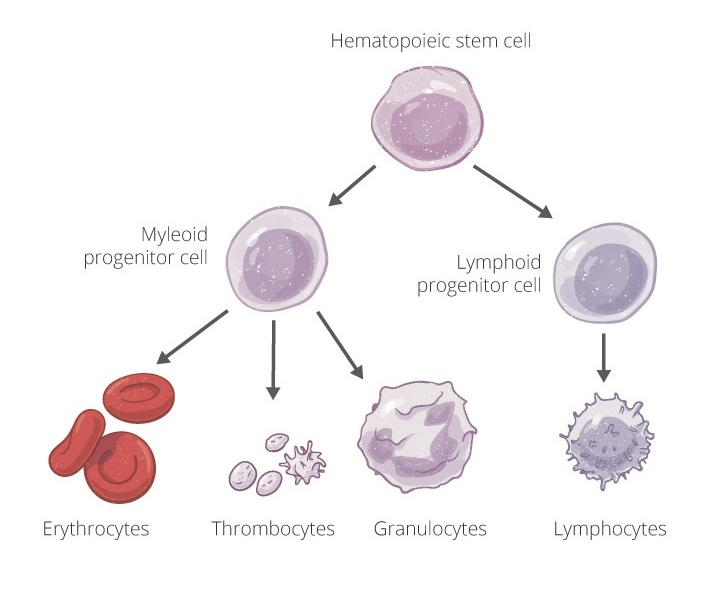 Hematopoieic stem cell
Myleoid
progenitor cell
Lymphoid
progenitor cell
Erythrocytes
Thrombocytes
Granulocytes
Lymphocytes